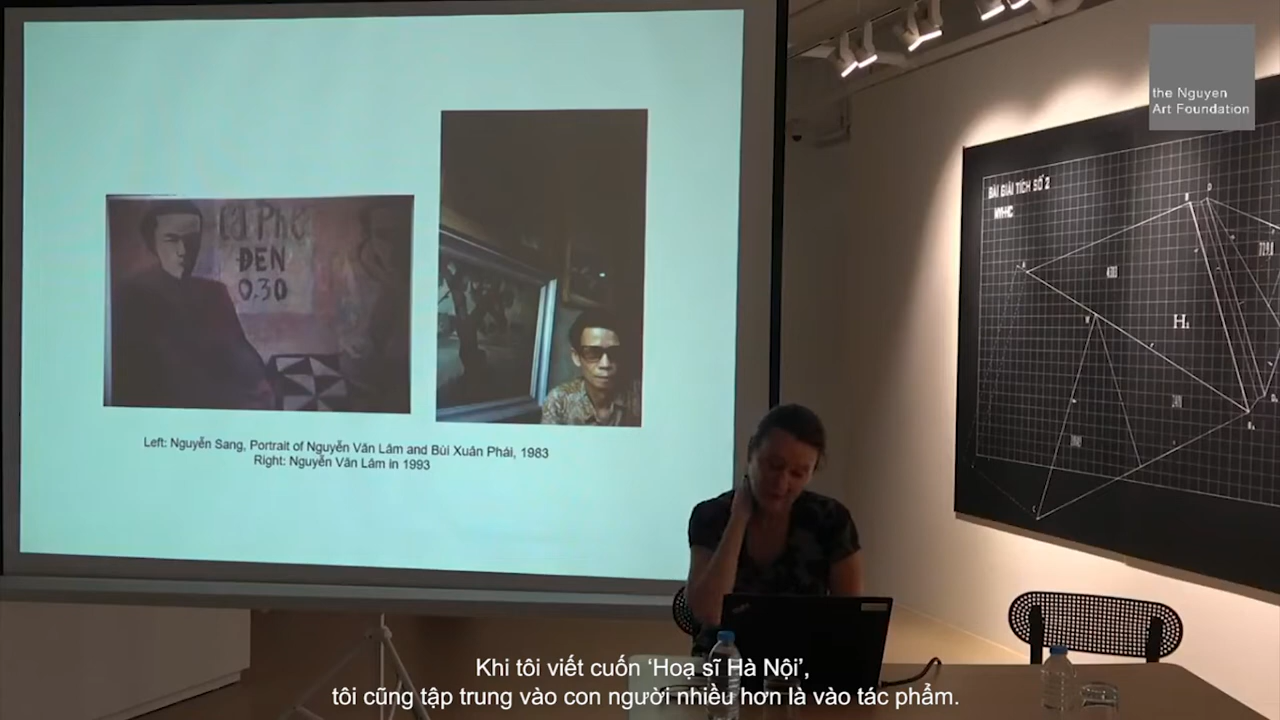 the Nguyen
Art Foundation
Cà Phê
ĐEN
0.30
Left: Nguyễn Sang, Portrait of Nguyễn Văn Lâm and Bùi Xuân Phái, 1983
Right: Nguyễn Văn Lâm in 1993
BÀI GIẢI TÍCH SỐ 2
H₁
Khi tôi viết cuốn ‘Hoạ sĩ Hà Nội’,
tôi cũng tập trung vào con người nhiều hơn là vào tác phẩm.